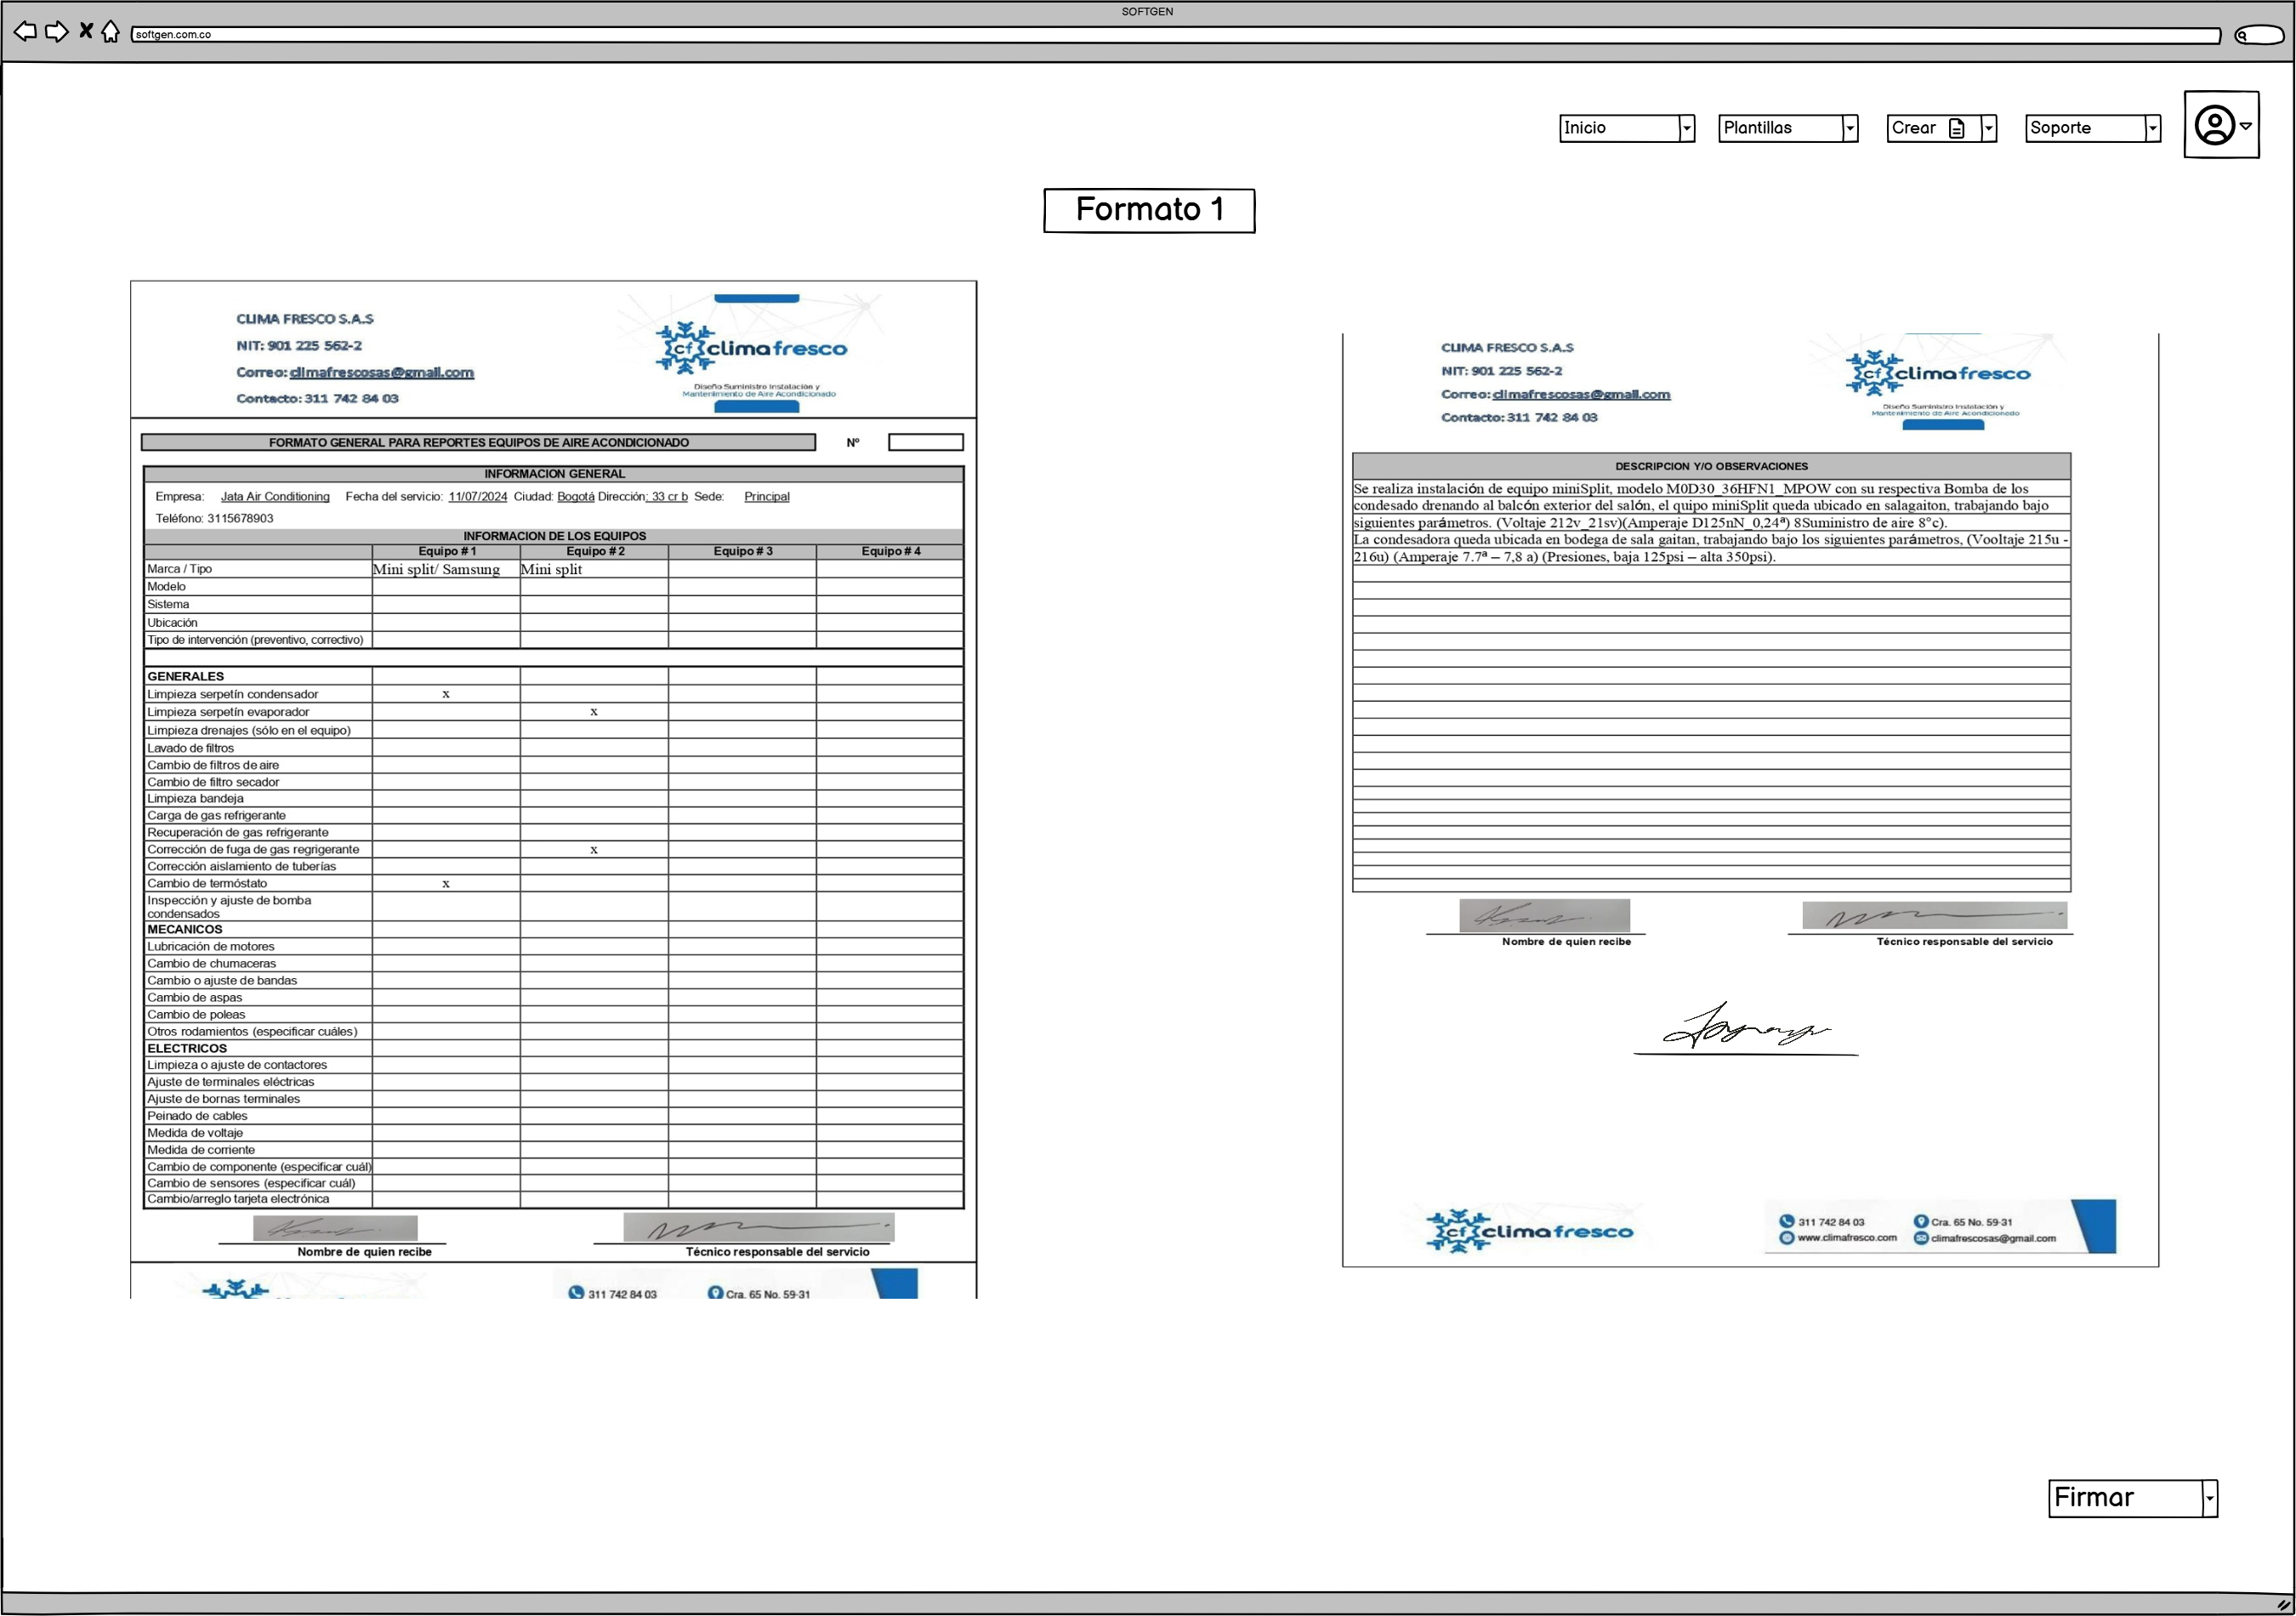 SOFTGEN
softgen.com.co
Inicio
Plantillas
Crear
Soporte
Formato 1
CLIMA FRESCO S.A.S
NIT: 901 225 562-2
Correo: climafrescosas@gmail.com
Contacto: 311 742 84 03
cf climafresco
Diseño Suministro Instalación y
Mantenimiento de Aire Acondicionado
FORMATO GENERAL PARA REPORTES EQUIPOS DE AIRE ACONDICIONADO Nº
INFORMACION GENERAL
Empresa: Jata Air Conditioning Fecha del servicio: 11/07/2024 Ciudad: Bogotá Dirección: 33 cr b Sede: Principal
Teléfono: 3115678903
INFORMACION DE LOS EQUIPOS
Equipo # 1 Equipo # 2 Equipo # 3 Equipo # 4
Marca / Tipo Mini split/ Samsung Mini split
Modelo
Sistema
Ubicación
Tipo de intervención (preventivo, correctivo)
GENERALES
Limpieza serpetín condensador x
Limpieza serpetín evaporador x
Limpieza drenajes (sólo en el equipo)
Lavado de filtros
Cambio de filtros de aire
Cambio de filtro secador
Limpieza bandeja
Carga de gas refrigerante
Recuperación de gas refrigerante
Corrección de fuga de gas regrigerante x
Corrección aislamiento de tuberías
Cambio de termóstato x
Inspección y ajuste de bomba
condensados
MECANICOS
Lubricación de motores
Cambio de chumaceras
Cambio o ajuste de bandas
Cambio de aspas
Cambio de poleas
Otros rodamientos (especificar cuáles)
ELECTRICOS
Limpieza o ajuste de contactores
Ajuste de terminales eléctricas
Ajuste de bornas terminales
Peinado de cables
Medida de voltaje
Medida de corriente
Cambio de componente (especificar cuál)
Cambio de sensores (especificar cuál)
Cambio/arreglo tarjeta electrónica
Nombre de quien recibe
Técnico responsable del servicio
311 742 84 03
Cra. 65 No. 59-31
CLIMA FRESCO S.A.S
NIT: 901 225 562-2
Correo: climafrescosas@gmail.com
Contacto: 311 742 84 03
cf climafresco
Diseño Suministro Instalación y
Mantenimiento de Aire Acondicionado
DESCRIPCION Y/O OBSERVACIONES
Se realiza instalación de equipo miniSplit, modelo M0D30_36HFN1_MPOW con su respectiva Bomba de los
condesado drenando al balcón exterior del salón, el quipo miniSplit queda ubicado en salagaiton, trabajando bajo
siguientes parámetros. (Voltaje 212v_21sv)(Amperaje D125nN_0,24ª) 8Suministro de aire 8°c).
La condesadora queda ubicada en bodega de sala gaitan, trabajando bajo los siguientes parámetros, (Vooltaje 215u -
216u) (Amperaje 7.7ª – 7,8 a) (Presiones, baja 125psi – alta 350psi).
Nombre de quien recibe
Técnico responsable del servicio
cf climafresco
311 742 84 03
Cra. 65 No. 59-31
www.climafresco.com
climafrescosas@gmail.com
Firmar